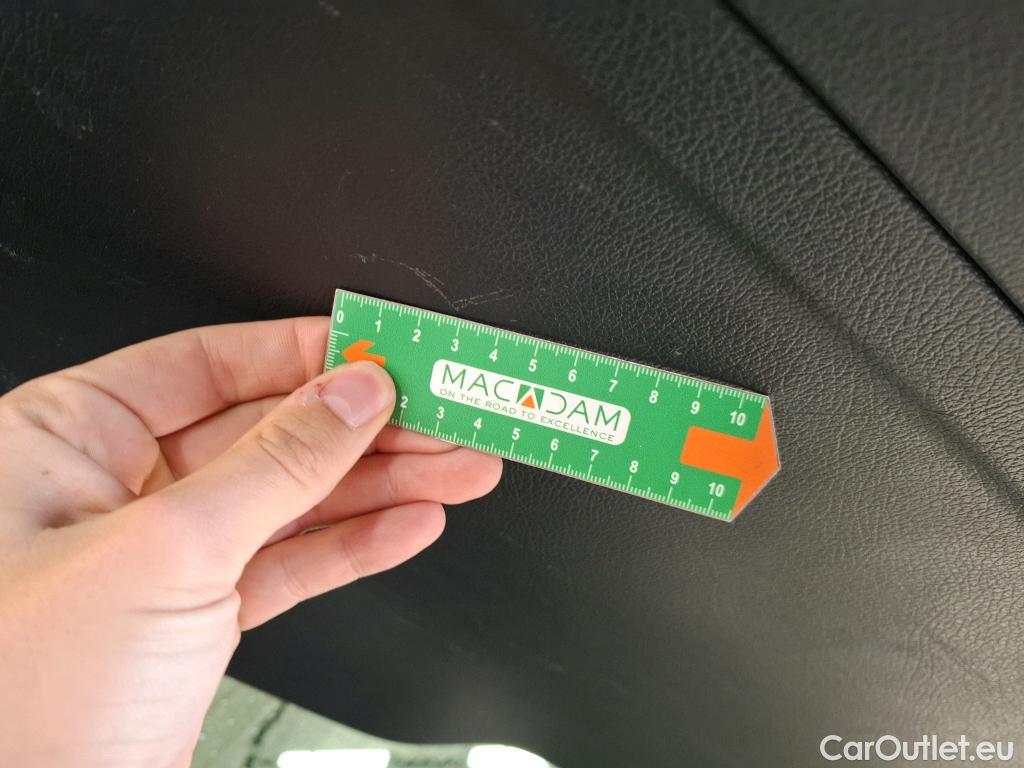 0 1 2 3 4 5 6 7 8 9 10
MACADAM
ON THE ROAD TO EXCELLENCE
2 3 4 5 6 7 8 9 10
CarOutlet.eu